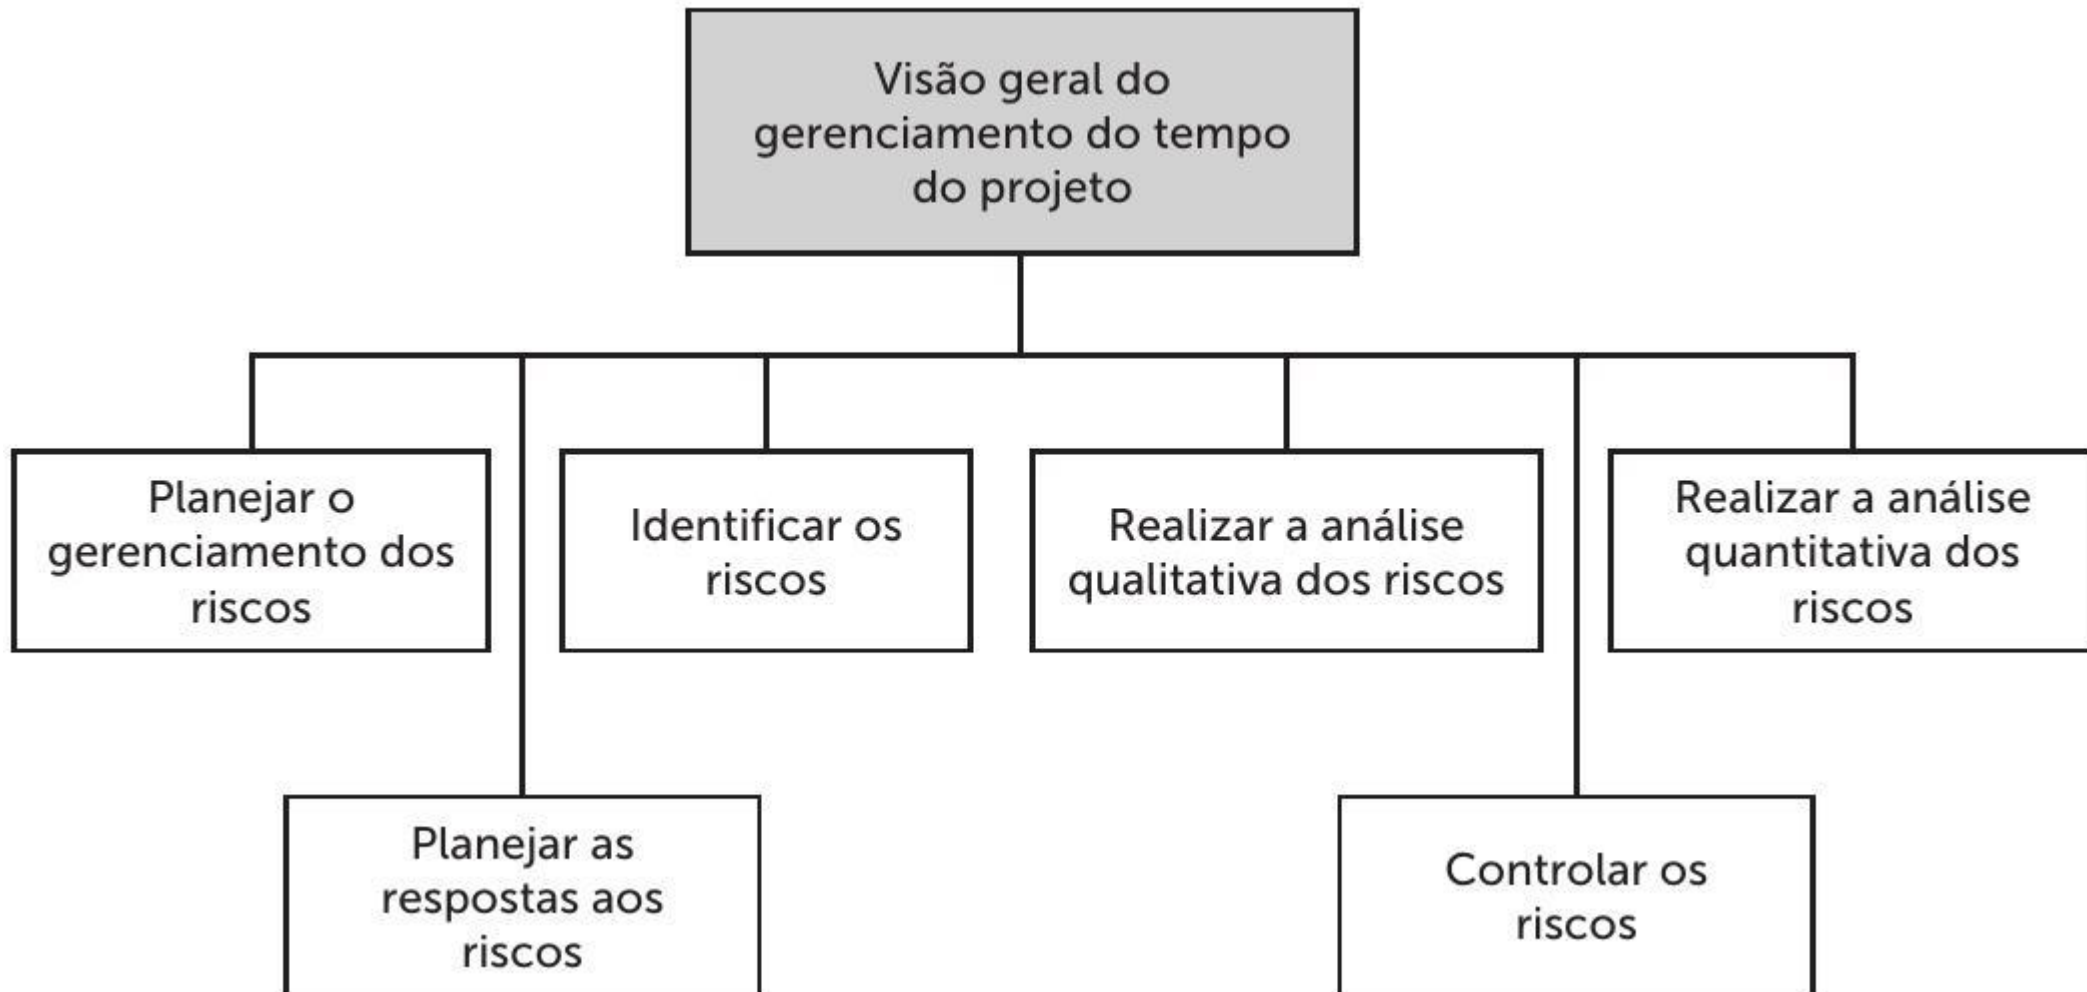 Visão geral do
gerenciamento do tempo
do projeto
Planejar o
gerenciamento dos
riscos
Identificar os
riscos
Realizar a análise
qualitativa dos riscos
Realizar a análise
quantitativa dos
riscos
Planejar as
respostas aos
riscos
Controlar os
riscos